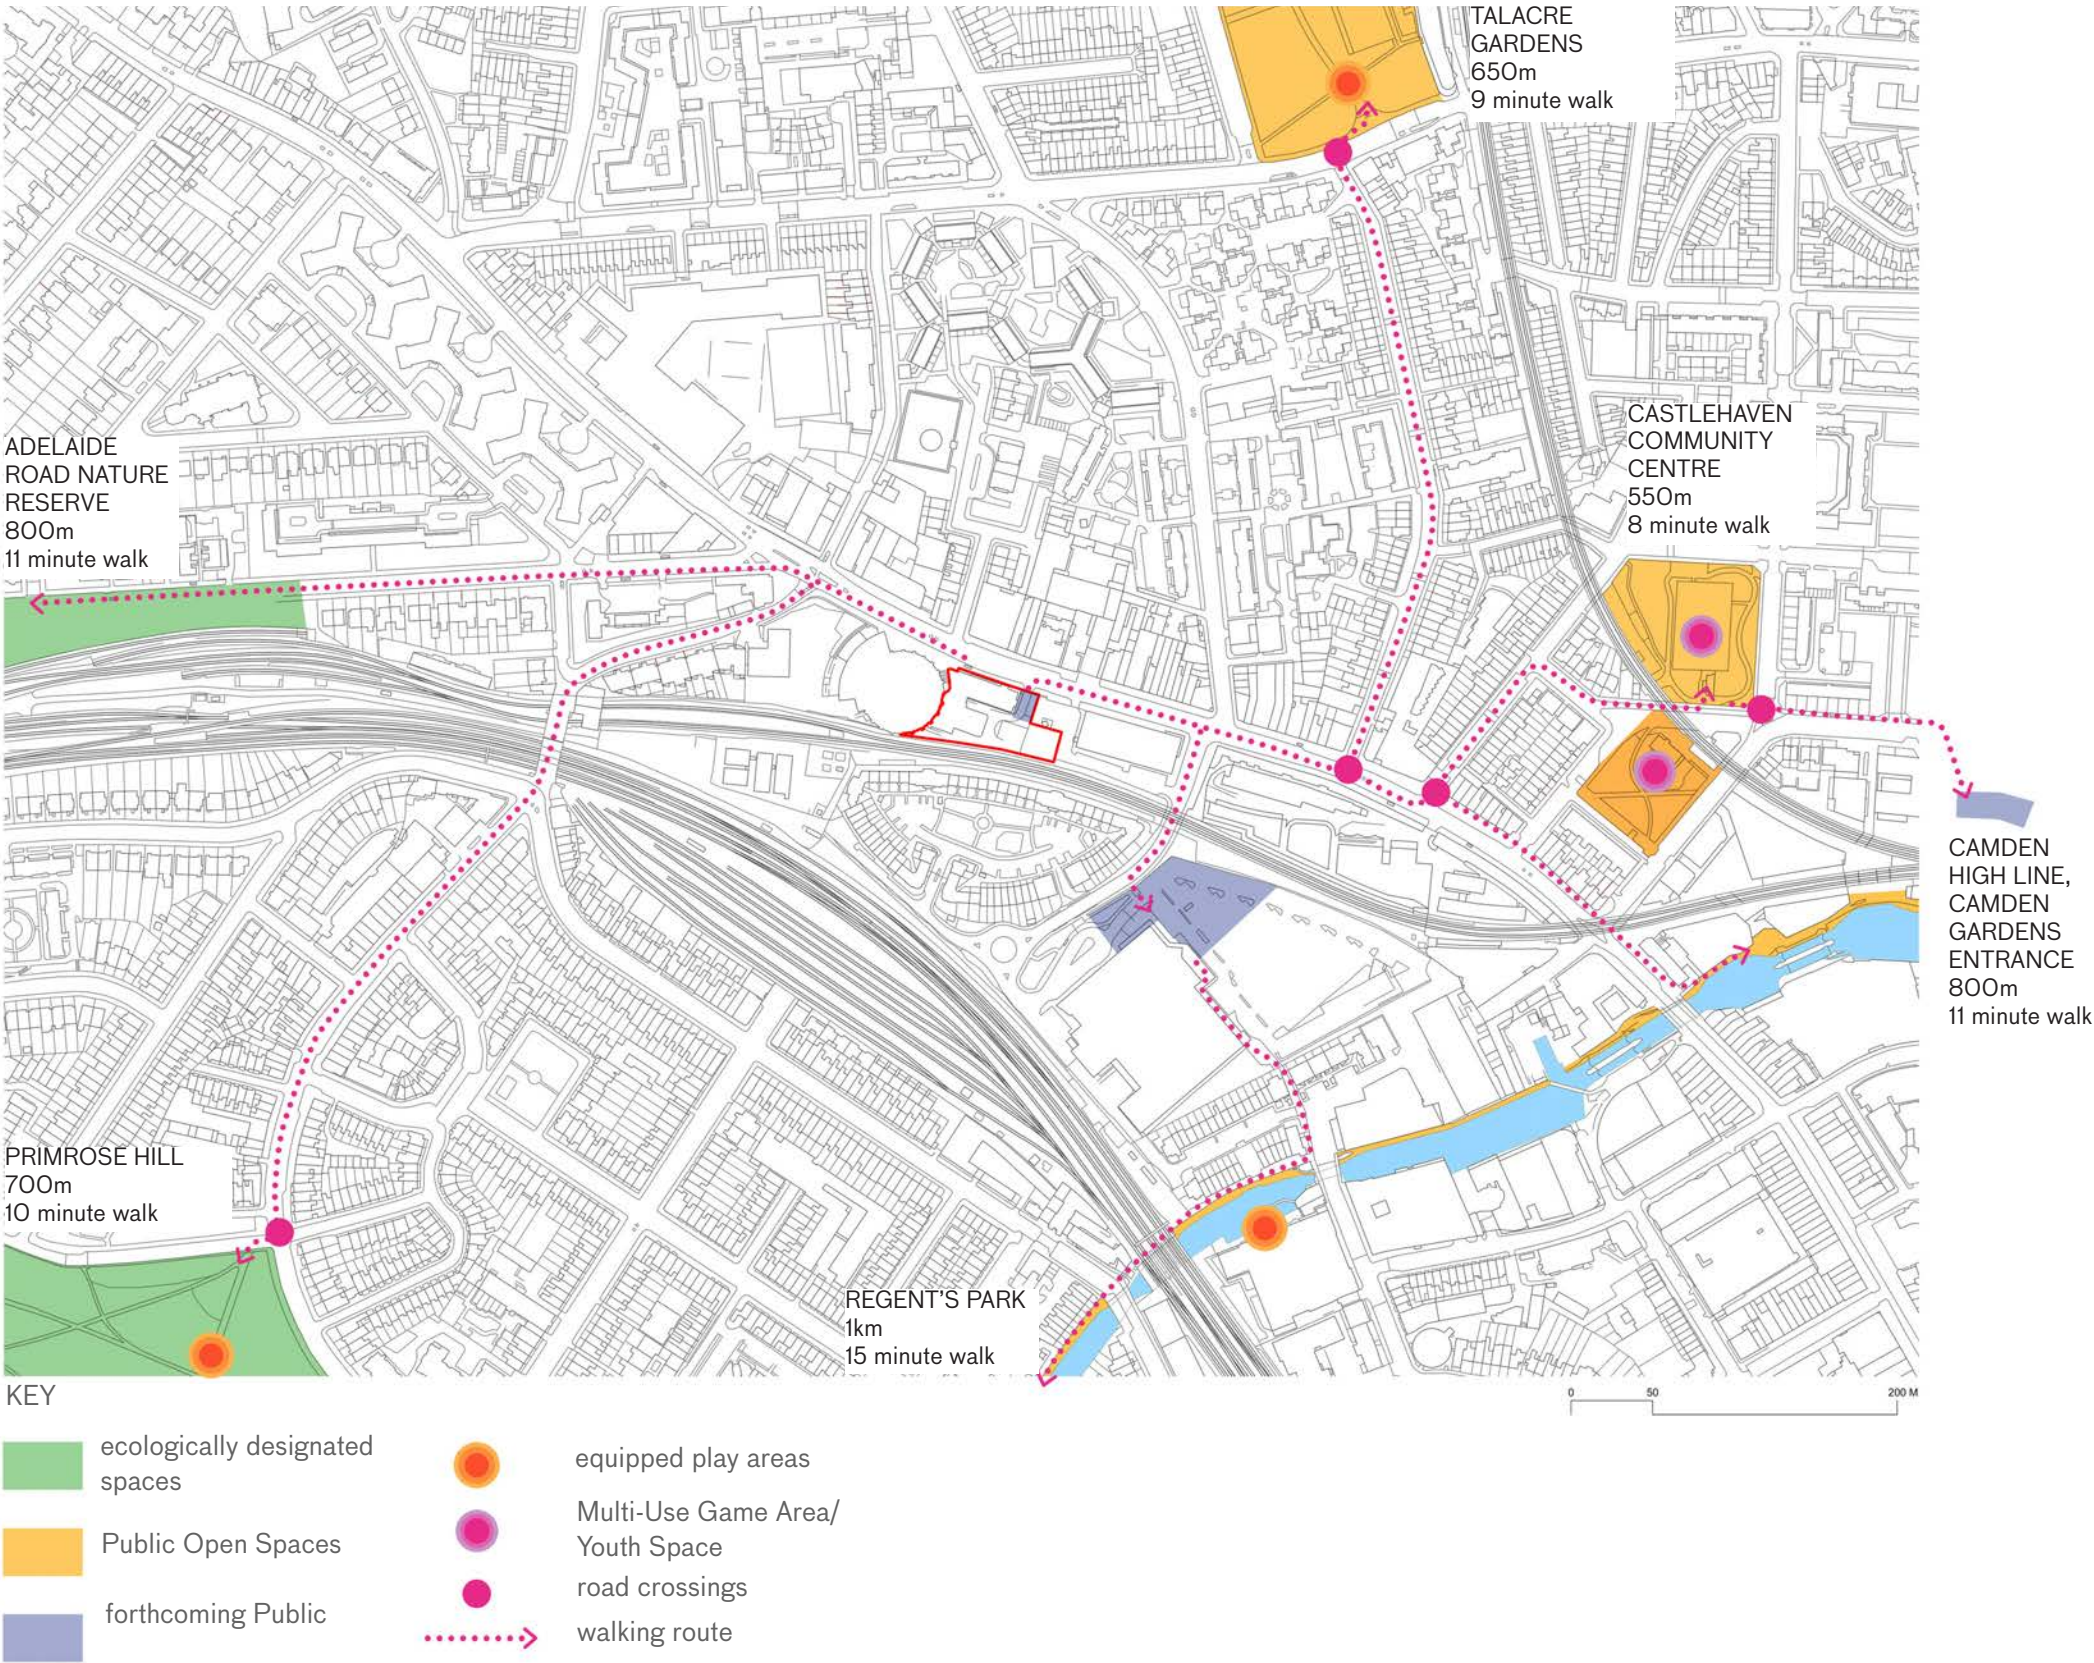 TALACRE
GARDENS
650m
9 minute walk
CASTLEHAVEN
COMMUNITY
CENTRE
550m
8 minute walk
ADELAIDE
ROAD NATURE
RESERVE
800m
11 minute walk
CAMDEN
HIGH LINE,
CAMDEN
GARDENS
ENTRANCE
800m
11 minute walk
PRIMROSE HILL
700m
10 minute walk
REGENT'S PARK
1km
15 minute walk
0 50 200 M
KEY
ecologically designated
spaces
Public Open Spaces
forthcoming Public
equipped play areas
Multi-Use Game Area/
Youth Space
road crossings
walking route